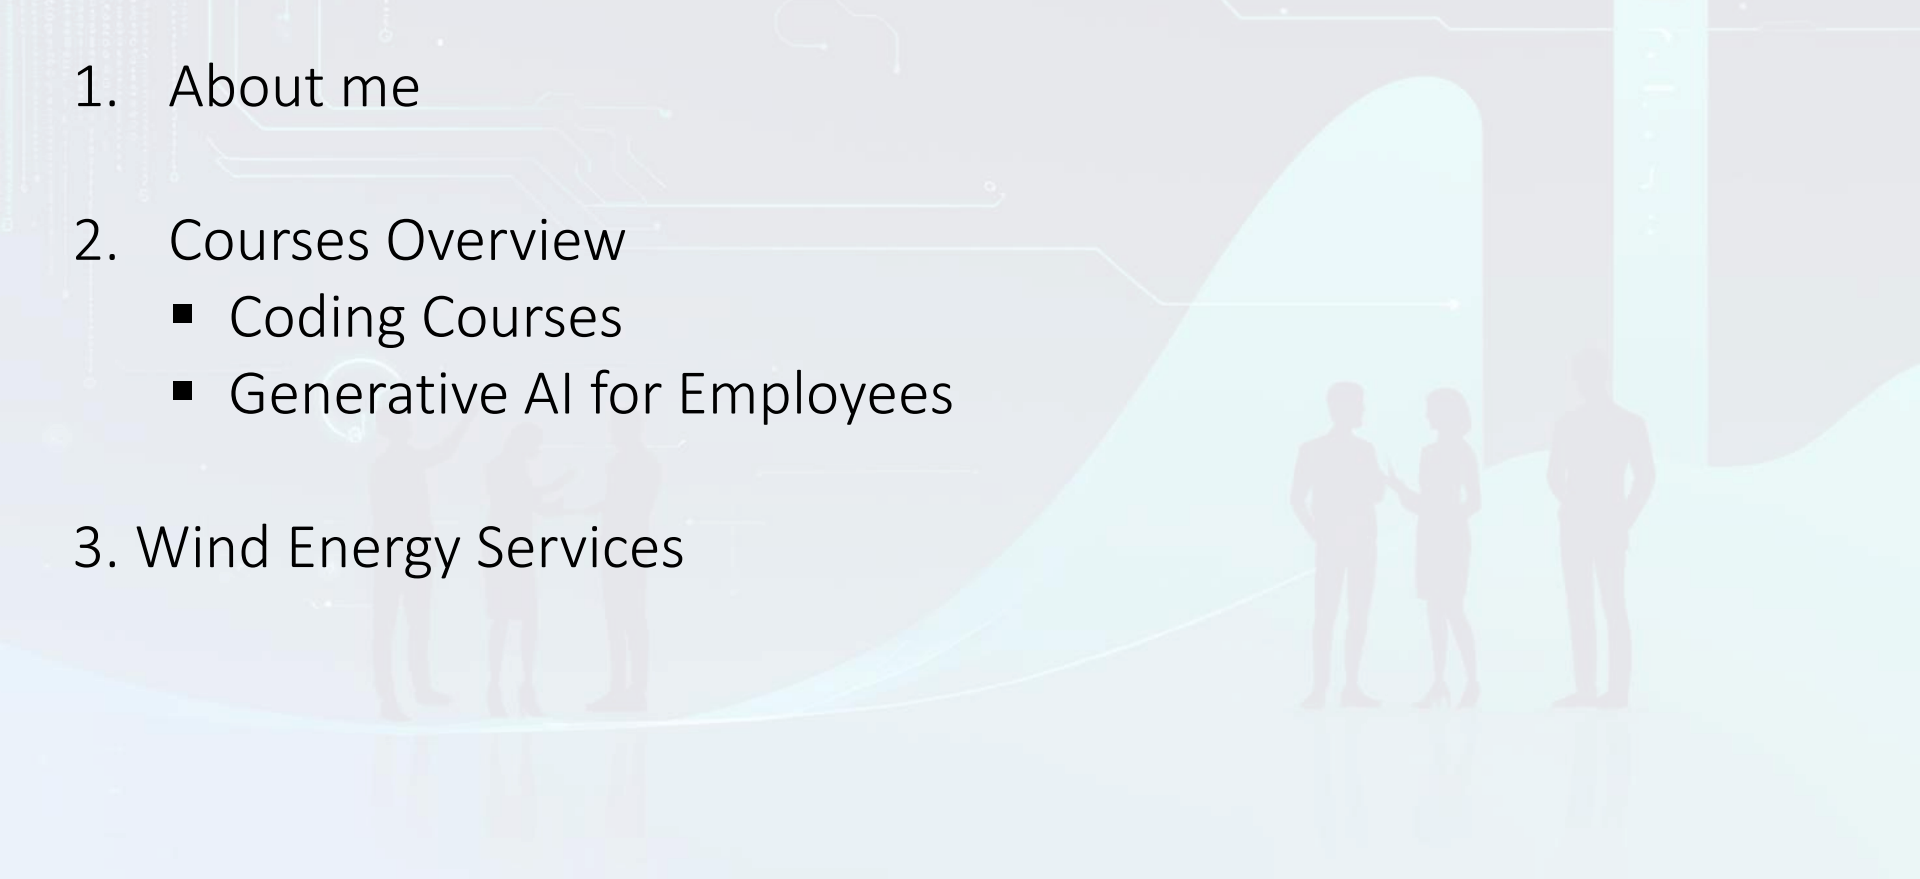 1. About me
2. Courses Overview
▪ Coding Courses
▪ Generative AI for Employees
3. Wind Energy Services